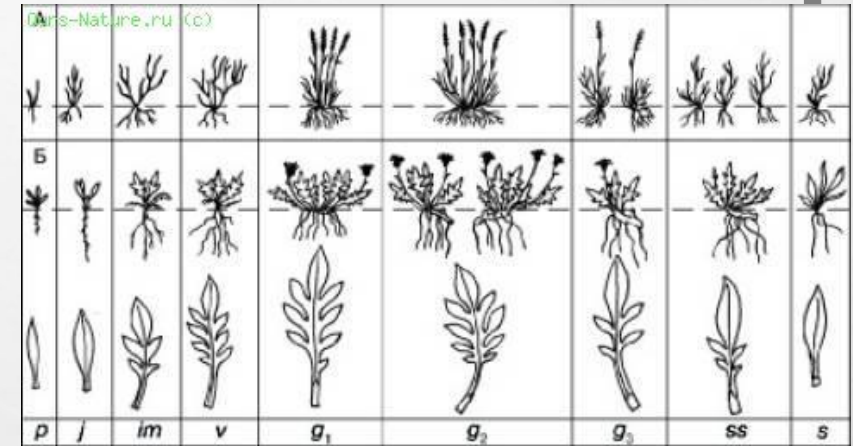 Ours-Nature.ru (c)
А
Б
p j im v g₁ g₂ g₃ ss s